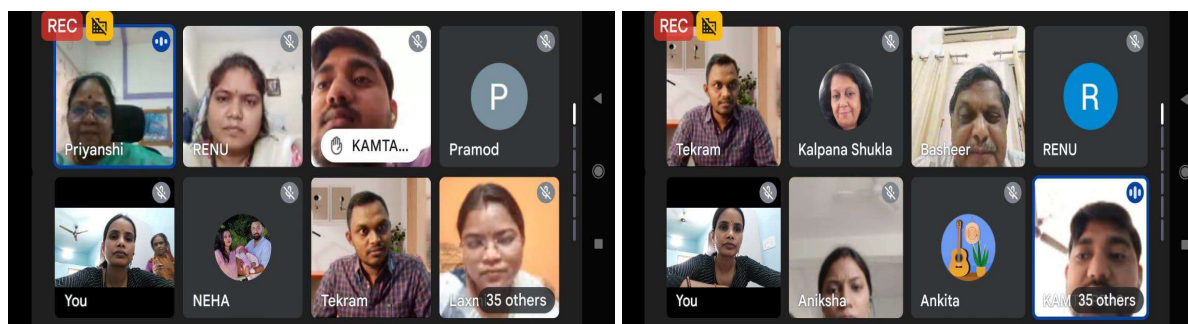 REC
Priyanshi
RENU
KAMTA...
P
Pramod
You
NEHA
Tekram
Laxm
35 others
REC
Tekram
Kalpana Shukla
Basheer
R
RENU
You
Aniksha
Ankita
35 others